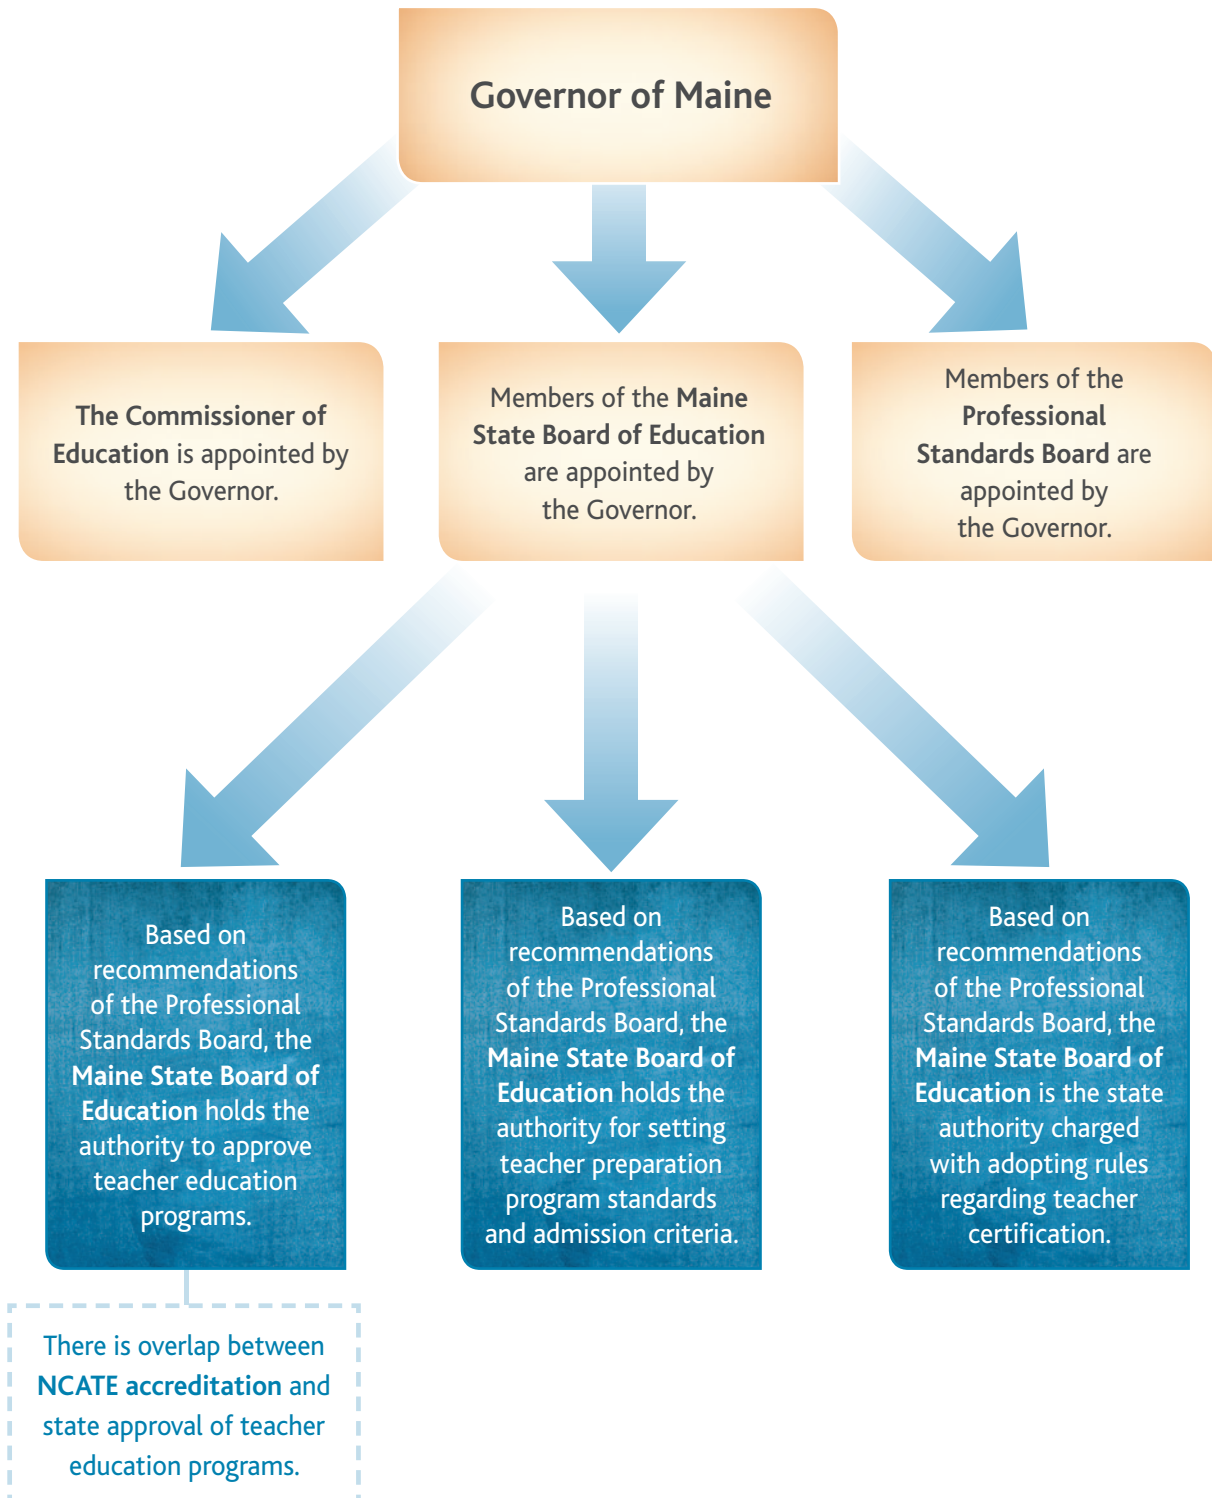 Governor of Maine
The Commissioner of
Education is appointed by
the Governor.
Members of the Maine
State Board of Education
are appointed by
the Governor.
Members of the
Professional
Standards Board are
appointed by
the Governor.
Based on
recommendations
of the Professional
Standards Board, the
Maine State Board of
Education holds the
authority to approve
teacher education
programs.
Based on
recommendations
of the Professional
Standards Board, the
Maine State Board of
Education holds the
authority for setting
teacher preparation
program standards
and admission criteria.
Based on
recommendations
of the Professional
Standards Board, the
Maine State Board of
Education is the state
authority charged
with adopting rules
regarding teacher
certification.
There is overlap between
NCATE accreditation and
state approval of teacher
education programs.